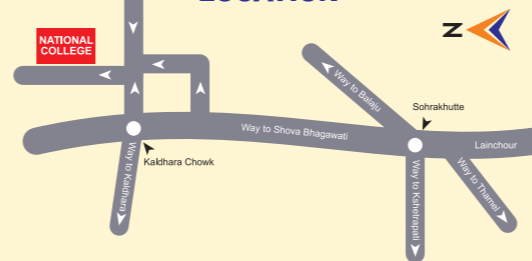 NATIONAL
COLLEGE
N
Way to Balaju
Sohrakhutte
Way to Shova Bhagawati
Lainchour
Kaldhara Chowk
Way to Kaldhara
Way to Kshetrapati
Way to Thamel